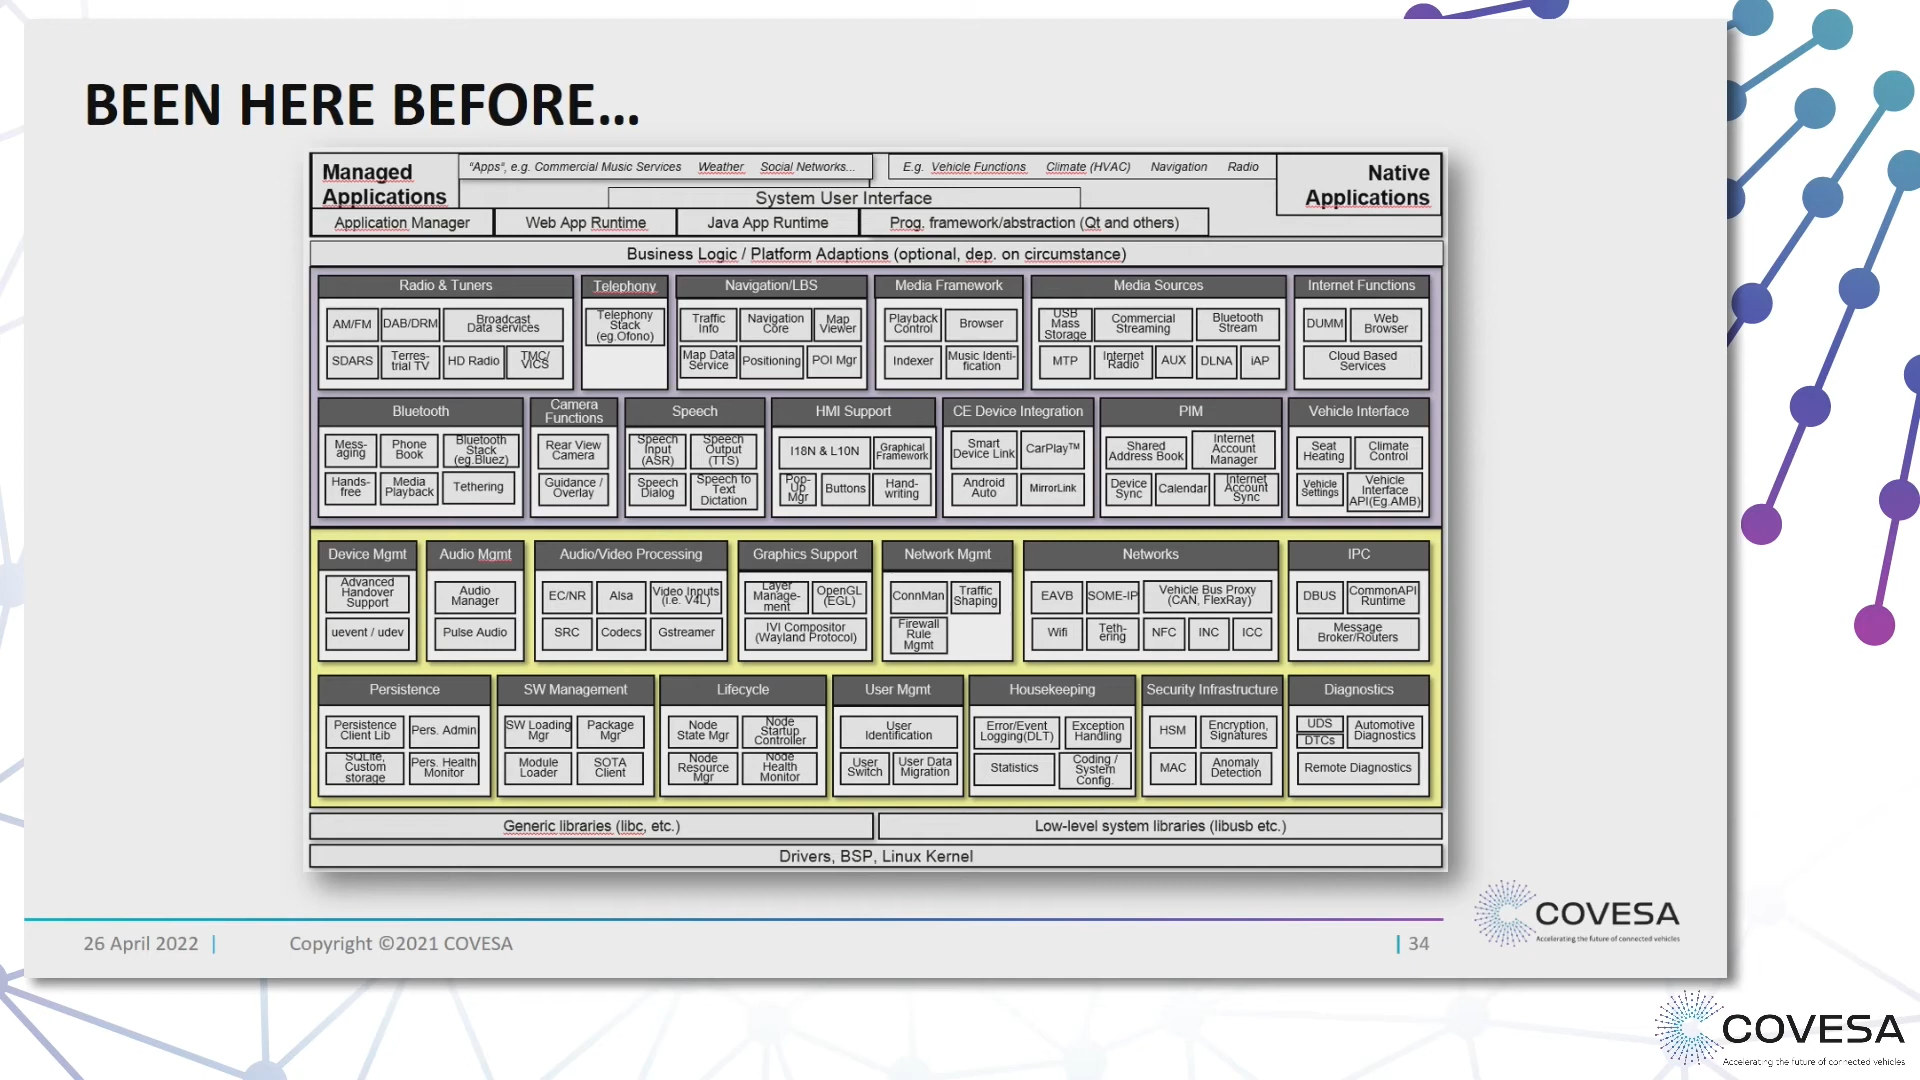 BEEN HERE BEFORE...
Managed
Applications
"Apps", e.g. Commercial Music Services Weather Social Networks...
E.g. Vehicle Functions Climate (HVAC) Navigation Radio
Native
Applications
System User Interface
Application Manager
Web App Runtime
Java App Runtime
Prog. framework/abstraction (Qt and others)
Business Logic / Platform Adaptions (optional, dep. on circumstance)
Radio & Tuners
AM/FM
DAB/DRM
Broadcast
Data services
SDARS
Terres-
trial TV
HD Radio
TMC/
VICS
Telephony
Telephony
Stack
(eg.Ofono)
Navigation/LBS
Traffic
Info
Navigation
Core
Map
Viewer
Map Data
Service
Positioning
POI Mgr
Media Framework
Playback
Control
Browser
Indexer
Music Identi-
fication
Media Sources
USB
Mass
Storage
Commercial
Streaming
Bluetooth
Stream
MTP
Internet
Radio
AUX
DLNA
iAP
Internet Functions
DUMM
Web
Browser
Cloud Based
Services
Bluetooth
Mess-
aging
Phone
Book
Bluetooth
Stack
(eg.Bluez)
Hands-
free
Media
Playback
Tethering
Camera
Functions
Rear View
Camera
Guidance /
Overlay
Speech
Speech
Input
(ASR)
Speech
Output
(TTS)
Speech
Dialog
Speech to
Text
Dictation
HMI Support
I18N & L10N
Graphical
Framework
Pop-
Up
Mgr
Buttons
Hand-
writing
CE Device Integration
Smart
Device Link
CarPlay™
Android
Auto
MirrorLink
PIM
Shared
Address Book
Internet
Account
Manager
Device
Sync
Calendar
Internet
Account
Sync
Vehicle Interface
Seat
Heating
Climate
Control
Vehicle
Settings
Vehicle
Interface
API(Eg.AMB)
Device Mgmt
Advanced
Handover
Support
uevent / udev
Audio Mgmt
Audio
Manager
Pulse Audio
Audio/Video Processing
EC/NR
Alsa
Video Inputs
(i.e. V4L)
SRC
Codecs
Gstreamer
Graphics Support
Layer
Manage-
ment
OpenGL
(EGL)
IVI Compositor
(Wayland Protocol)
Network Mgmt
ConnMan
Traffic
Shaping
Firewall
Rule
Mgmt
Networks
EAVB
SOME-IP
Vehicle Bus Proxy
(CAN, FlexRay)
Wifi
Teth-
ering
NFC
INC
ICC
IPC
DBUS
CommonAPI
Runtime
Message
Broker/Routers
Persistence
Persistence
Client Lib
Pers. Admin
SQLite,
Custom
storage
Pers. Health
Monitor
SW Management
SW Loading
Mgr
Package
Mgr
Module
Loader
SOTA
Client
Lifecycle
Node
State Mgr
Node
Startup
Controller
Node
Resource
Mgr
Node
Health
Monitor
User Mgmt
User
Identification
User
Switch
User Data
Migration
Housekeeping
Error/Event
Logging(DLT)
Exception
Handling
Statistics
Coding /
System
Config.
Security Infrastructure
HSM
Encryption,
Signatures
MAC
Anomaly
Detection
Diagnostics
UDS
DTCs
Automotive
Diagnostics
Remote Diagnostics
Generic libraries (libc, etc.)
Low-level system libraries (libusb etc.)
Drivers, BSP, Linux Kernel
26 April 2022 |
Copyright ©2021 COVESA
| 34
COVESA
Accelerating the future of connected vehicles
COVESA
Accelerating the future of connected vehicles